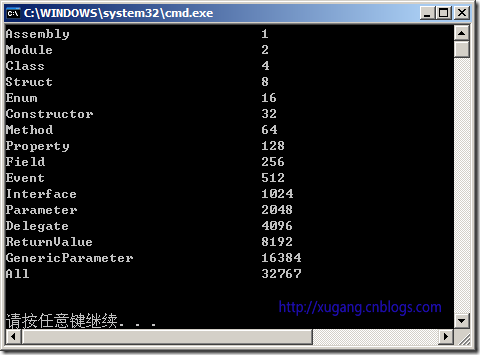 C:\WINDOWS\system32\cmd.exe
Assembly 1
Module 2
Class 4
Struct 8
Enum 16
Constructor 32
Method 64
Property 128
Field 256
Event 512
Interface 1024
Parameter 2048
Delegate 4096
ReturnValue 8192
GenericParameter 16384
All 32767
http://xugang.cnblogs.com
请按任意键继续. . .